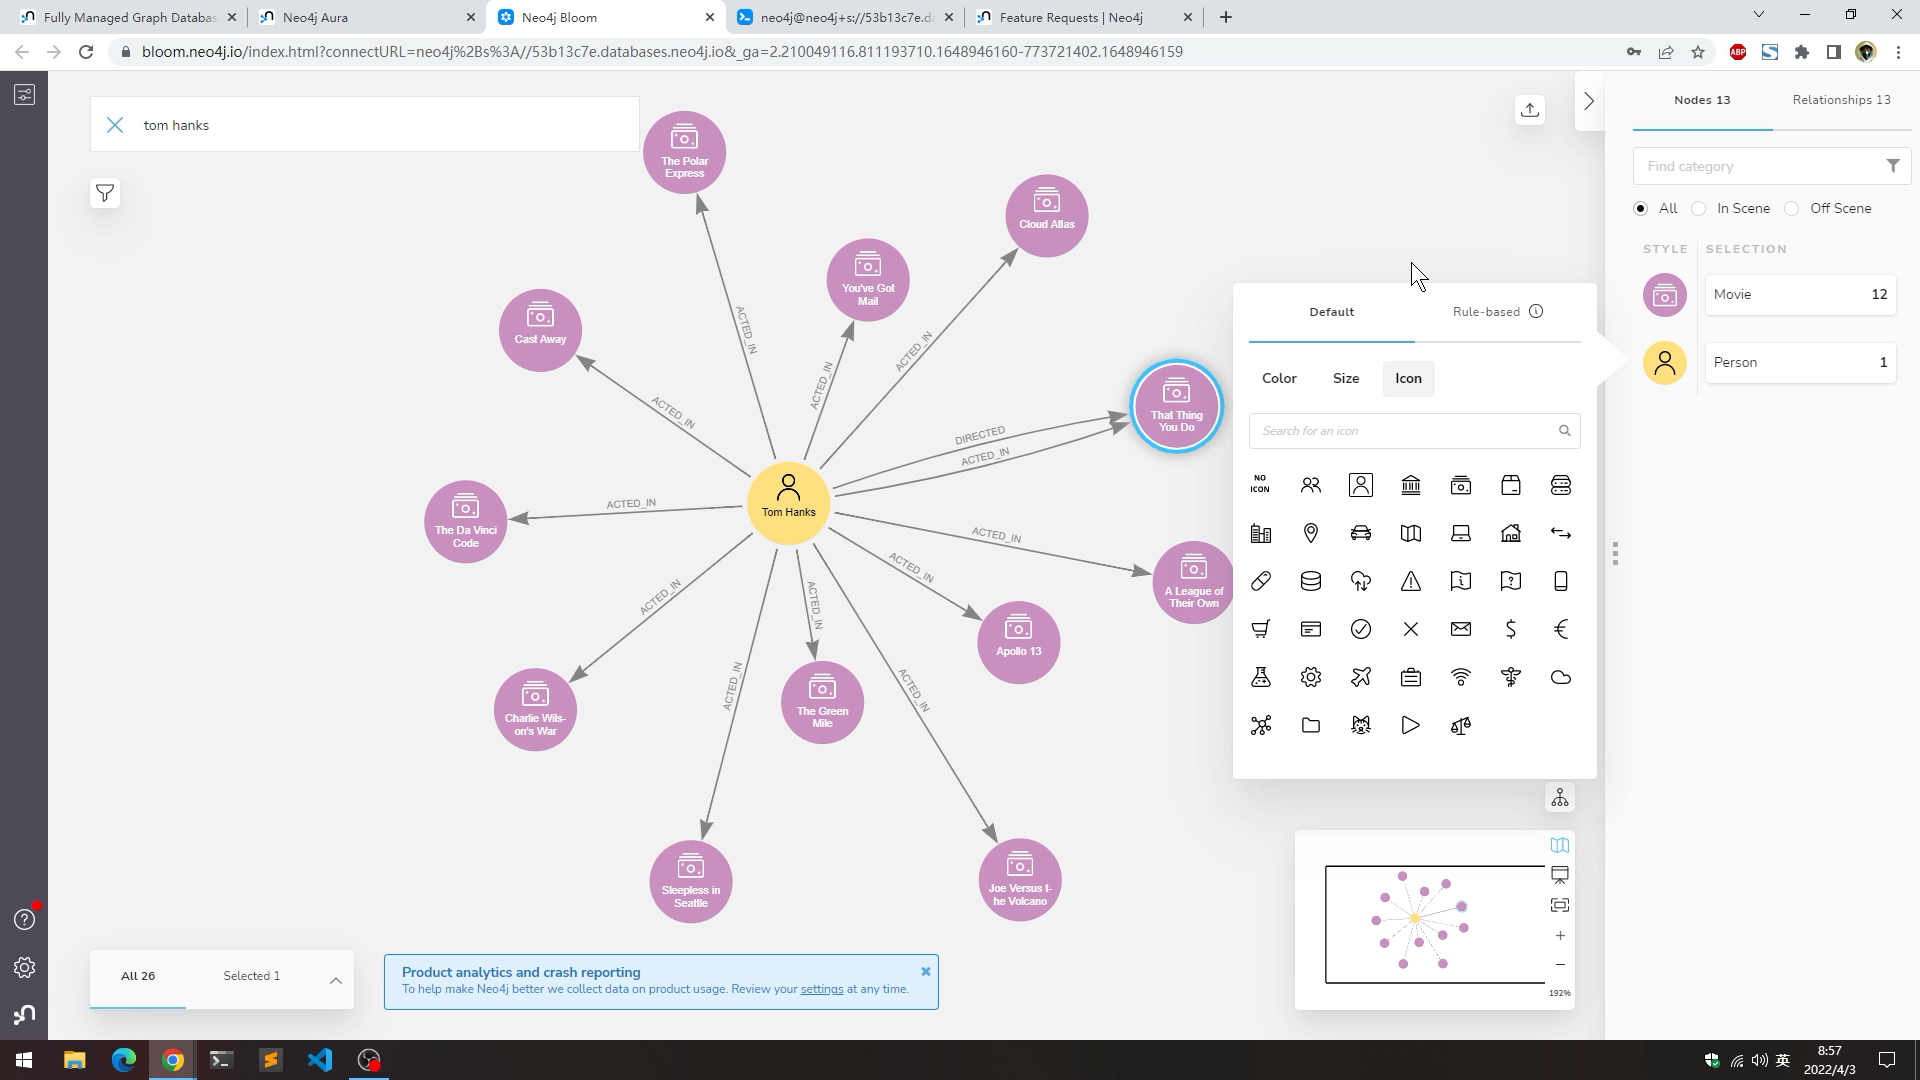 Fully Managed Graph Databas
Neo4j Aura
Neo4j Bloom
neo4j@neo4j+s://53b13c7e.da
Feature Requests | Neo4j
bloom.neo4j.io/index.html?connectURL=neo4j%2Bs%3A//53b13c7e.databases.neo4j.io&_ga=2.210049116.811193710.1648946160-773721402.1648946159
ABP
tom hanks
The Polar
Express
Cloud Atlas
You've Got
Mail
Cast Away
That Thing
You Do
Tom Hanks
The Da Vinci
Code
A League of
Their Own
Apollo 13
Charlie Wils-
on's War
The Green
Mile
Sleepless in
Seattle
Joe Versus t-
he Volcano
ACTED_IN
ACTED_IN
ACTED_IN
ACTED_IN
DIRECTED
ACTED_IN
ACTED_IN
ACTED_IN
ACTED_IN
ACTED_IN
ACTED_IN
ACTED_IN
ACTED_IN
Default
Rule-based
Color
Size
Icon
Search for an icon
NO
ICON
Nodes 13
Relationships 13
Find category
All
In Scene
Off Scene
STYLE
SELECTION
Movie
12
Person
1
All 26
Selected 1
Product analytics and crash reporting
To help make Neo4j better we collect data on product usage. Review your settings at any time.
192%
英
8:57
2022/4/3